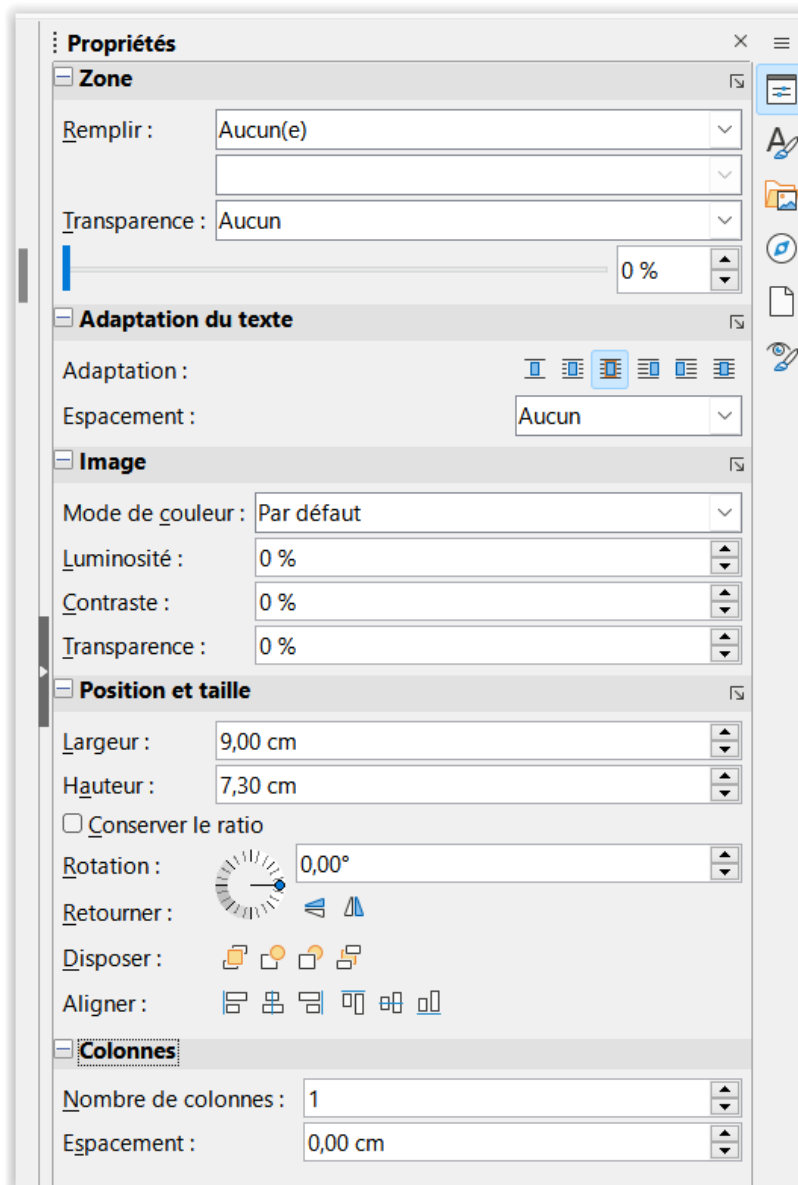 Propriétés
Zone
Remplir : Aucun(e)
Transparence : Aucun
0 %
Adaptation du texte
Adaptation :
Espacement : Aucun
Image
Mode de couleur : Par défaut
Luminosité : 0 %
Contraste : 0 %
Transparence : 0 %
Position et taille
Largeur : 9,00 cm
Hauteur : 7,30 cm
Conserver le ratio
Rotation : 0,00°
Retourner :
Disposer :
Aligner :
Colonnes
Nombre de colonnes : 1
Espacement : 0,00 cm